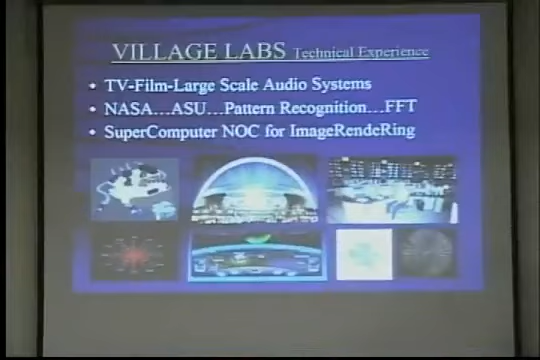 VILLAGE LABS Technical Experience
• TV-Film-Large Scale Audio Systems
• NASA...ASU...Pattern Recognition...FFT
• SuperComputer NOC for ImageRendeRing